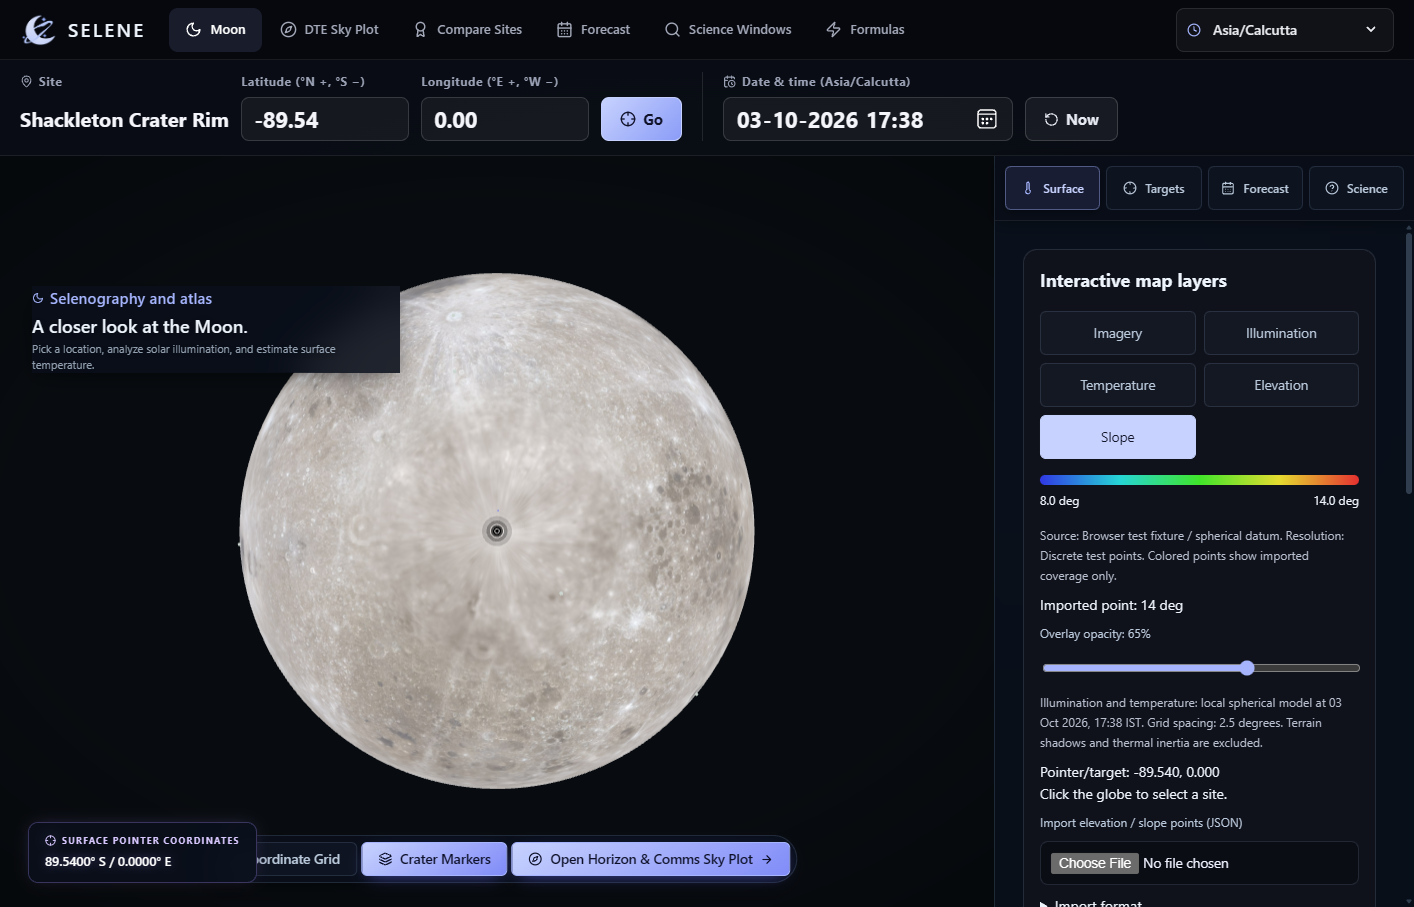 SELENE
Moon
DTE Sky Plot
Compare Sites
Forecast
Science Windows
Formulas
Asia/Calcutta
Site
Latitude (°N +, °S −)
Longitude (°E +, °W −)
Date & time (Asia/Calcutta)
Shackleton Crater Rim
-89.54
0.00
Go
03-10-2026 17:38
Now
Surface
Targets
Forecast
Science
Selenography and atlas
A closer look at the Moon.
Pick a location, analyze solar illumination, and estimate surface
temperature.
Interactive map layers
Imagery
Illumination
Temperature
Elevation
Slope
8.0 deg
14.0 deg
Source: Browser test fixture / spherical datum. Resolution:
Discrete test points. Colored points show imported
coverage only.
Imported point: 14 deg
Overlay opacity: 65%
Illumination and temperature: local spherical model at 03
Oct 2026, 17:38 IST. Grid spacing: 2.5 degrees. Terrain
shadows and thermal inertia are excluded.
Pointer/target: -89.540, 0.000
Click the globe to select a site.
Import elevation / slope points (JSON)
Choose File No file chosen
Import format
SURFACE POINTER COORDINATES
89.5400° S / 0.0000° E
oordinate Grid
Crater Markers
Open Horizon & Comms Sky Plot →